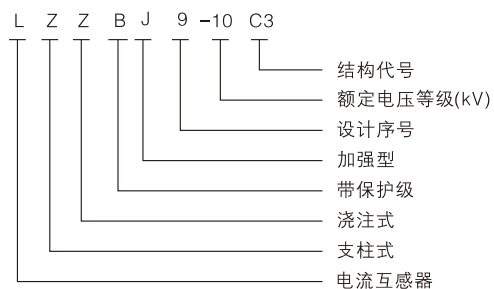 L Z Z B J 9 -10 C3
结构代号
额定电压等级(kV)
设计序号
加强型
带保护级
浇注式
支柱式
电流互感器